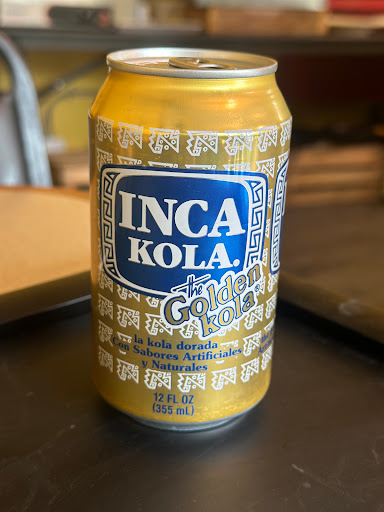 INCA
KOLA®
the
Golden
kola®
la kola dorada
Con Sabores Artificiales
y Naturales
12 FL OZ
(355 mL)